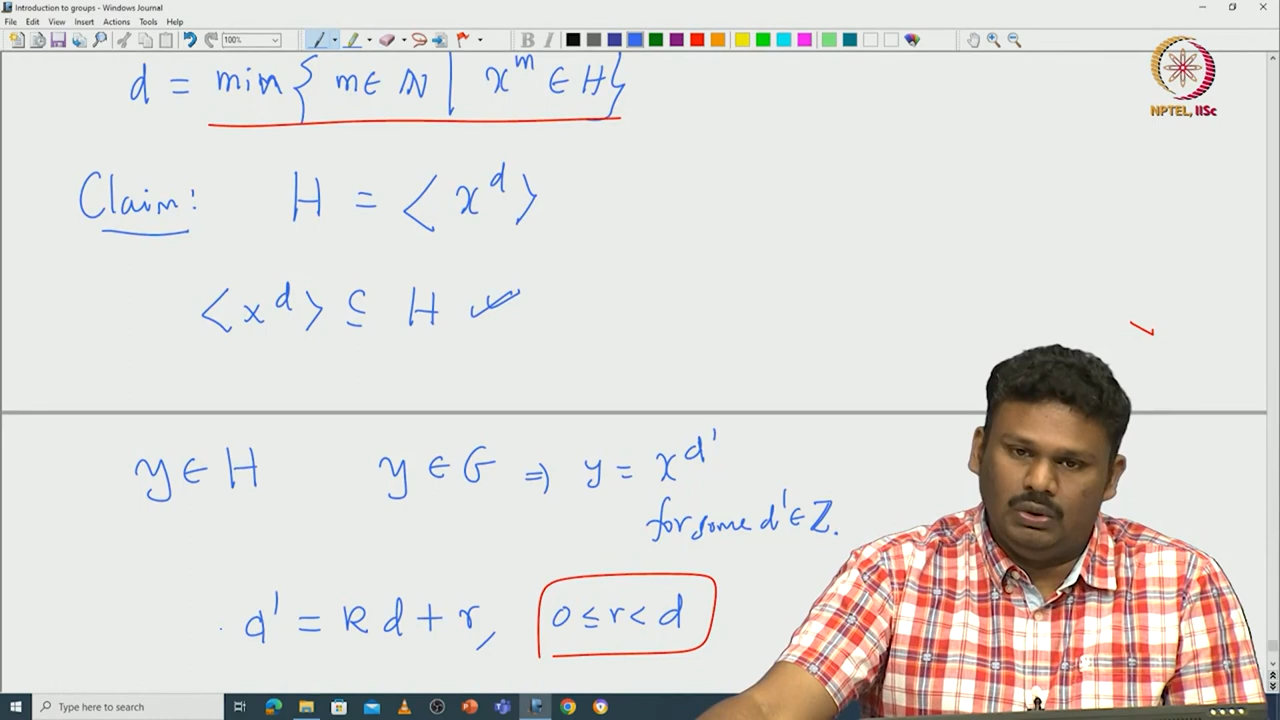 Introduction to groups - Windows Journal
File Edit View Insert Actions Tools Help
100%
d = min{ m ∈ ℕ | x^m ∈ H}
NPTEL, IISc
Claim: H = <x^d>
<x^d> ⊆ H ✓
y ∈ H y ∈ G ⇒ y = x^d'
for some d' ∈ ℤ.
d' = kd + r, 0 ≤ r < d
Type here to search